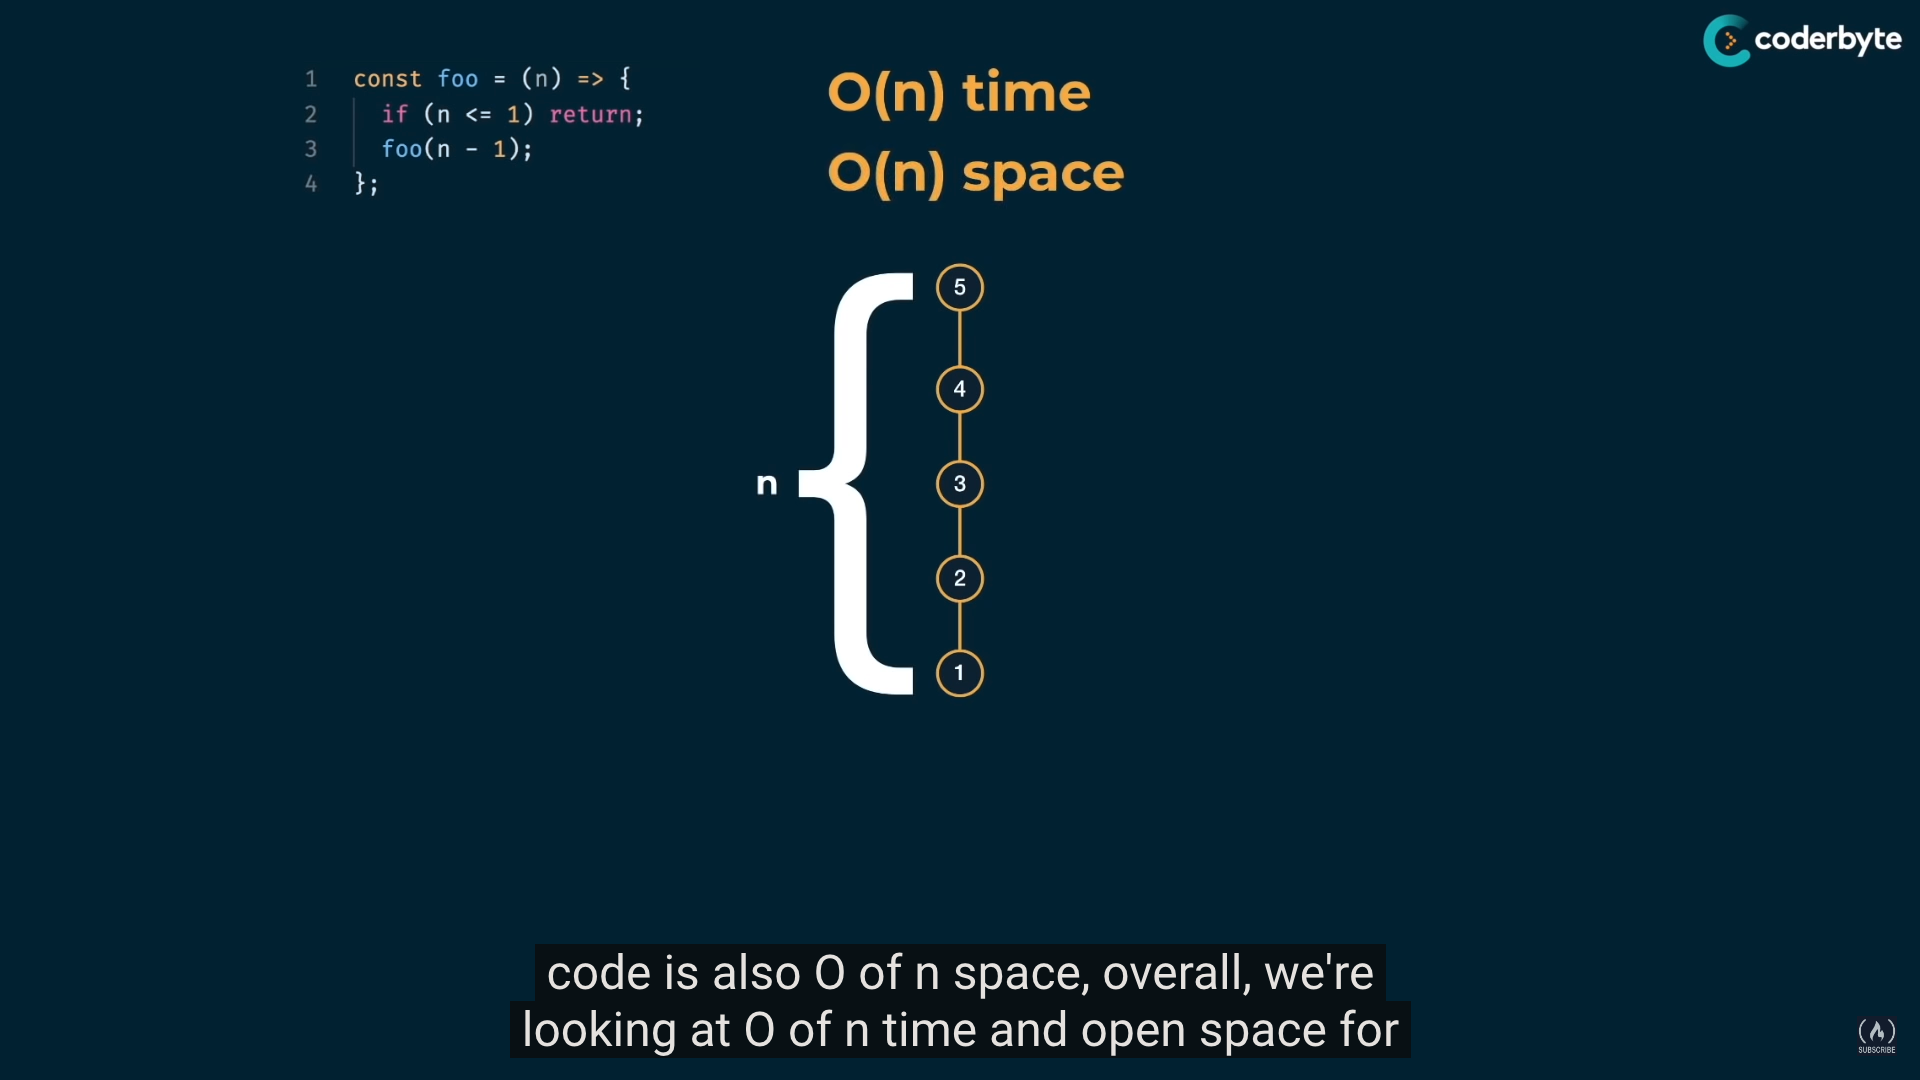 coderbyte
1 const foo = (n) => {
2 if (n <= 1) return;
3 foo(n - 1);
4 };
O(n) time
O(n) space
5
4
n
3
2
1
code is also O of n space, overall, we're
looking at O of n time and open space for
SUBSCRIBE